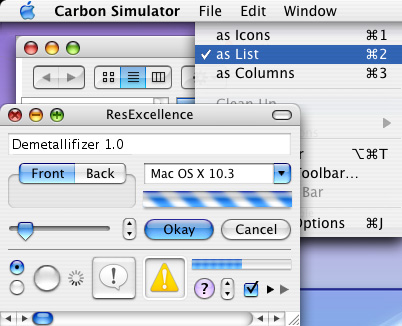 Carbon Simulator File Edit Window
as Icons ⌘1
✓ as List ⌘2
as Columns ⌘3
Clean Up
⌥⌘T
Toolbar...
Bar
Options ⌘J
ResExcellence
Demetallifizer 1.0
Front Back
Mac OS X 10.3
Okay Cancel
!
!
?